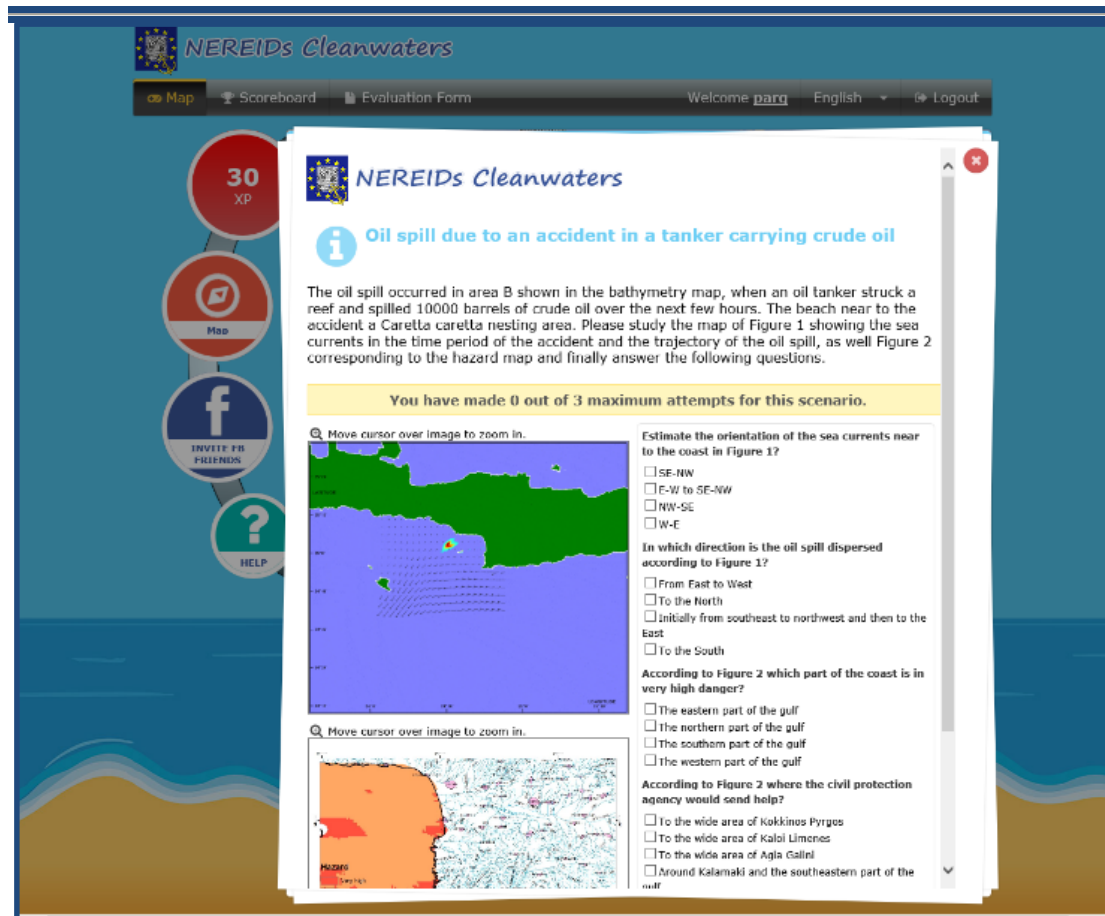 NEREIDs Cleanwaters
Map Scoreboard Evaluation Form Welcome parg English Logout
30
XP
Map
INVITE FB
FRIENDS
HELP
NEREIDs Cleanwaters
Oil spill due to an accident in a tanker carrying crude oil
The oil spill occurred in area B shown in the bathymetry map, when an oil tanker struck a
reef and spilled 10000 barrels of crude oil over the next few hours. The beach near to the
accident a Caretta caretta nesting area. Please study the map of Figure 1 showing the sea
currents in the time period of the accident and the trajectory of the oil spill, as well Figure 2
corresponding to the hazard map and finally answer the following questions.
You have made 0 out of 3 maximum attempts for this scenario.
Move cursor over image to zoom in.
Estimate the orientation of the sea currents near
to the coast in Figure 1?
SE-NW
E-W to SE-NW
NW-SE
W-E
In which direction is the oil spill dispersed
according to Figure 1?
From East to West
To the North
Initially from southeast to northwest and then to the
East
To the South
According to Figure 2 which part of the coast is in
very high danger?
The eastern part of the gulf
The northern part of the gulf
The southern part of the gulf
The western part of the gulf
According to Figure 2 where the civil protection
agency would send help?
To the wide area of Kokkinos Pyrgos
To the wide area of Kaloi Limenes
To the wide area of Agia Galini
Around Kalamaki and the southeastern part of the
gulf
Move cursor over image to zoom in.
Hazard
Very High